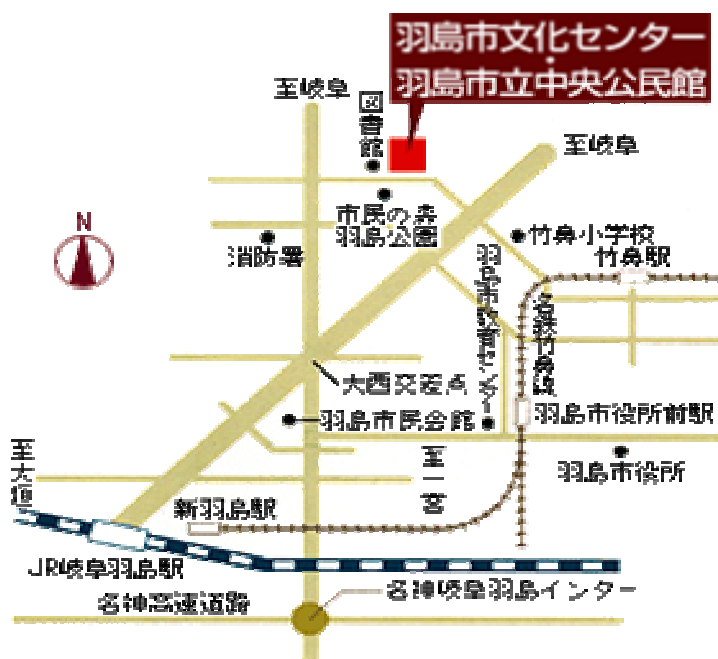 羽島市文化センター
・
羽島市立中央公民館
至岐阜
図書館
至岐阜
N
市民の森
羽島公園
消防署
竹鼻小学校
竹鼻駅
羽島市教育センター
名鉄竹鼻線
大西交差点
羽島市民会館
羽島市役所前駅
至大垣
至一宮
羽島市役所
新羽島駅
JR岐阜羽島駅
名神岐阜羽島インター
名神高速道路